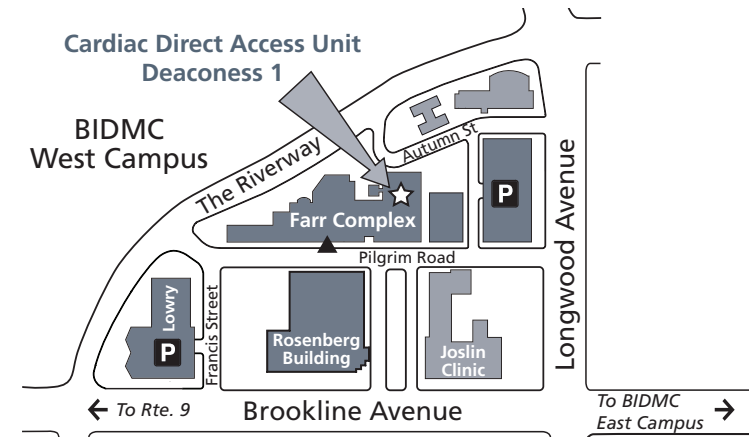 Cardiac Direct Access Unit
Deaconess 1
BIDMC
West Campus
The Riverway
Autumn St
P
Longwood Avenue
Farr Complex
Pilgrim Road
Lowry
P
Francis Street
Rosenberg
Building
Joslin
Clinic
To Rte. 9
Brookline Avenue
To BIDMC
East Campus